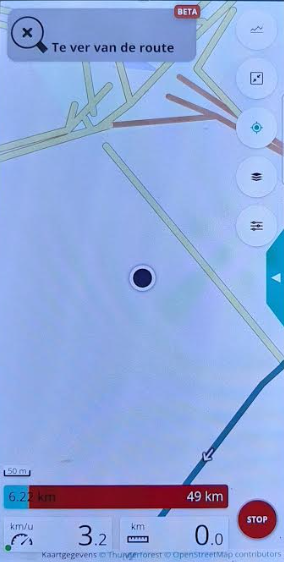 BETA
Te ver van de route
50 m
6.22 km
49 km
km/u
3.2
km
0.0
STOP
Kaartgegevens © Thunderforest © OpenStreetMap contributors